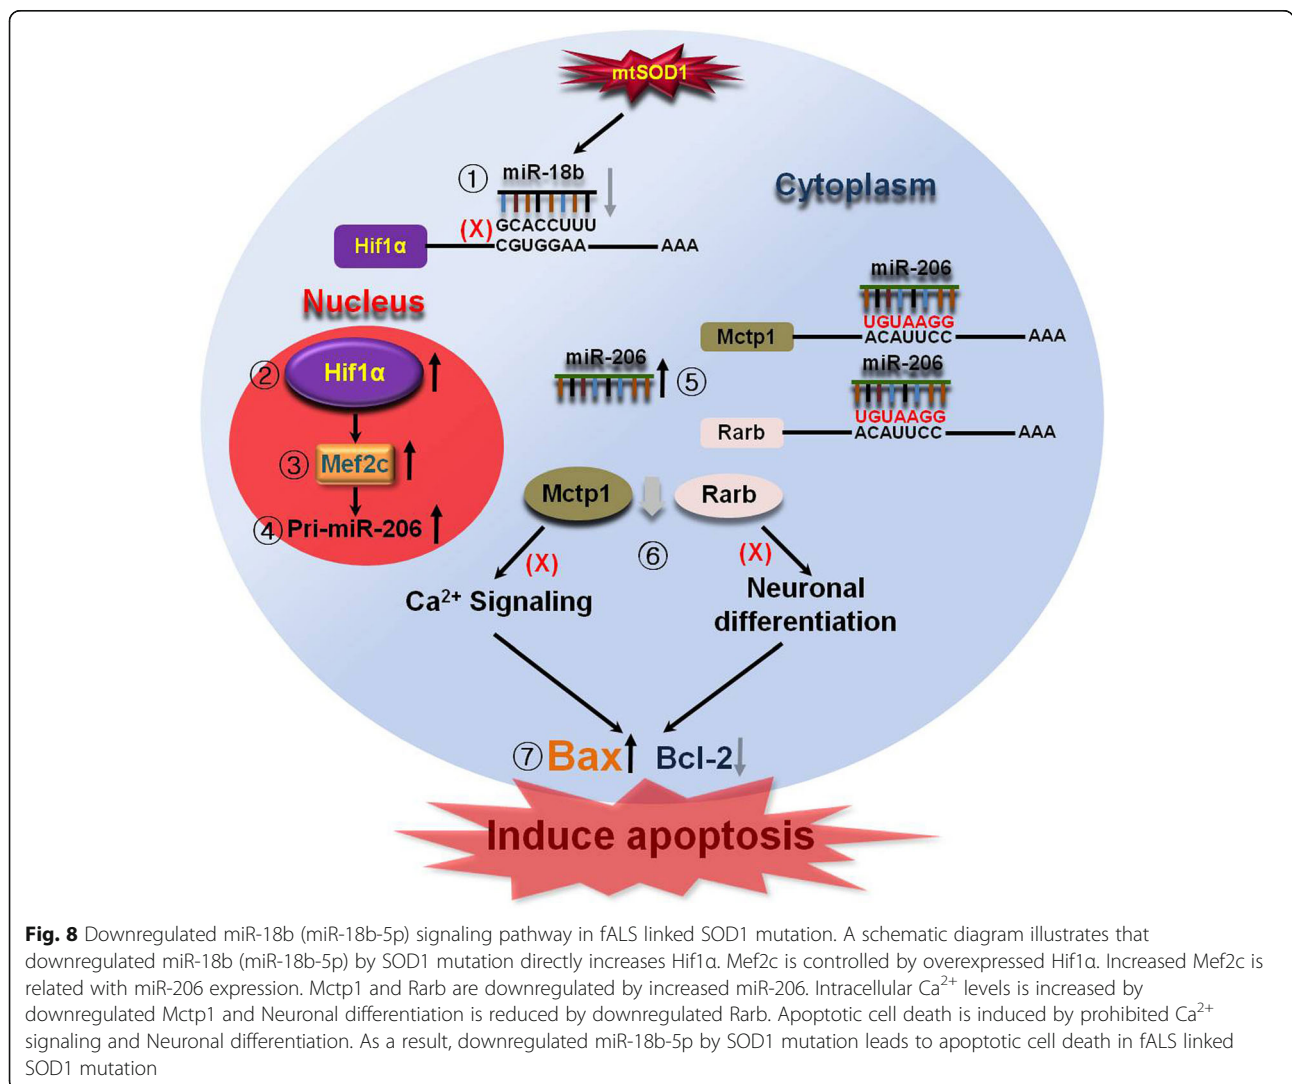 mtSOD1
① miR-18b
Cytoplasm
(X) GCACCUUU
Hif1α CGUGGAA AAA
miR-206
UGUAAGG
Mctp1 ACAUUCC AAA
Nucleus
② Hif1α
miR-206 ⑤
miR-206
UGUAAGG
Rarb ACAUUCC AAA
③ Mef2c
④ Pri-miR-206
Mctp1 Rarb
⑥
(X) (X)
Ca²⁺ Signaling
Neuronal
differentiation
⑦ Bax Bcl-2
Induce apoptosis
Fig. 8 Downregulated miR-18b (miR-18b-5p) signaling pathway in fALS linked SOD1 mutation. A schematic diagram illustrates that
downregulated miR-18b (miR-18b-5p) by SOD1 mutation directly increases Hif1α. Mef2c is controlled by overexpressed Hif1α. Increased Mef2c is
related with miR-206 expression. Mctp1 and Rarb are downregulated by increased miR-206. Intracellular Ca²⁺ levels is increased by
downregulated Mctp1 and Neuronal differentiation is reduced by downregulated Rarb. Apoptotic cell death is induced by prohibited Ca²⁺
signaling and Neuronal differentiation. As a result, downregulated miR-18b-5p by SOD1 mutation leads to apoptotic cell death in fALS linked
SOD1 mutation